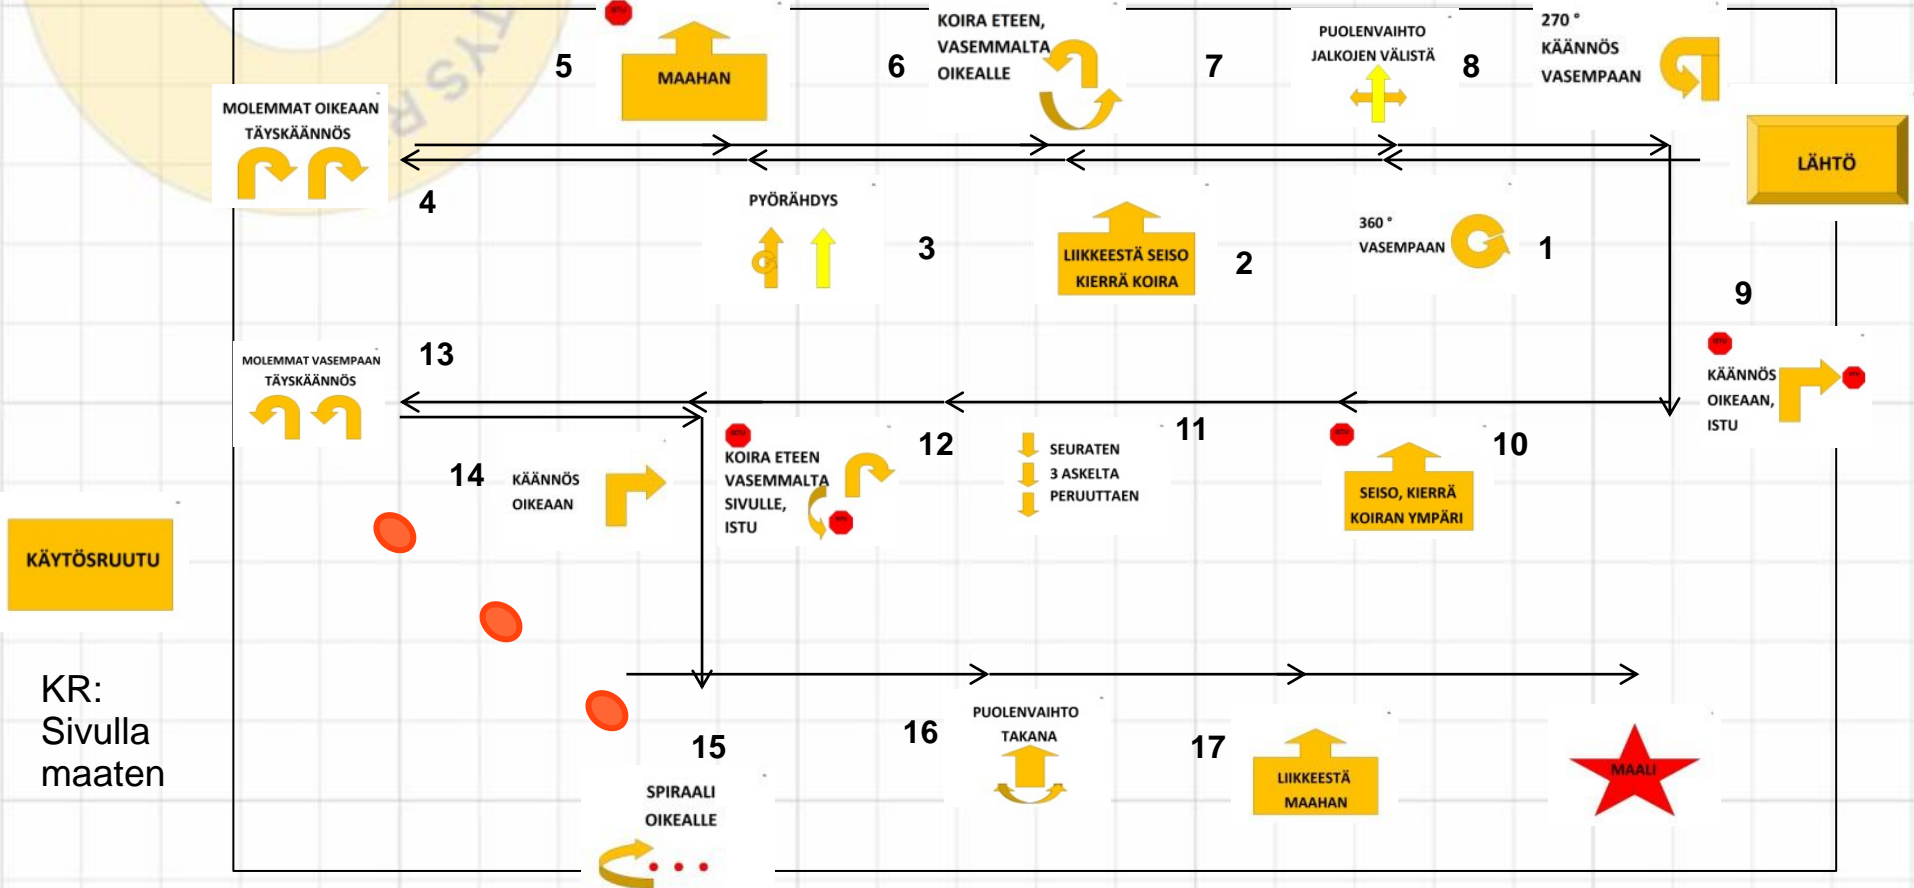 TYSR
5
MAAHAN
6
KOIRA ETEEN,
VASEMMALTA
OIKEALLE
7
PUOLENVAIHTO
JALKOJEN VÄLISTÄ
8
270 °
KÄÄNNÖS
VASEMPAAN
MOLEMMAT OIKEAAN
TÄYSKÄÄNNÖS
LÄHTÖ
4
PYÖRÄHDYS
3
LIIKKEESTÄ SEISO
KIERRÄ KOIRA
2
360 °
VASEMPAAN
1
9
KÄÄNNÖS
OIKEAAN,
ISTU
13
MOLEMMAT VASEMPAAN
TÄYSKÄÄNNÖS
14
KÄÄNNÖS
OIKEAAN
KOIRA ETEEN
VASEMMALTA
SIVULLE,
ISTU
12
SEURATEN
3 ASKELTA
PERUUTTAEN
11
SEISO, KIERRÄ
KOIRAN YMPÄRI
10
KÄYTÖSRUUTU
KR:
Sivulla
maaten
15
SPIRAALI
OIKEALLE
16
PUOLENVAIHTO
TAKANA
17
LIIKKEESTÄ
MAAHAN
MAALI